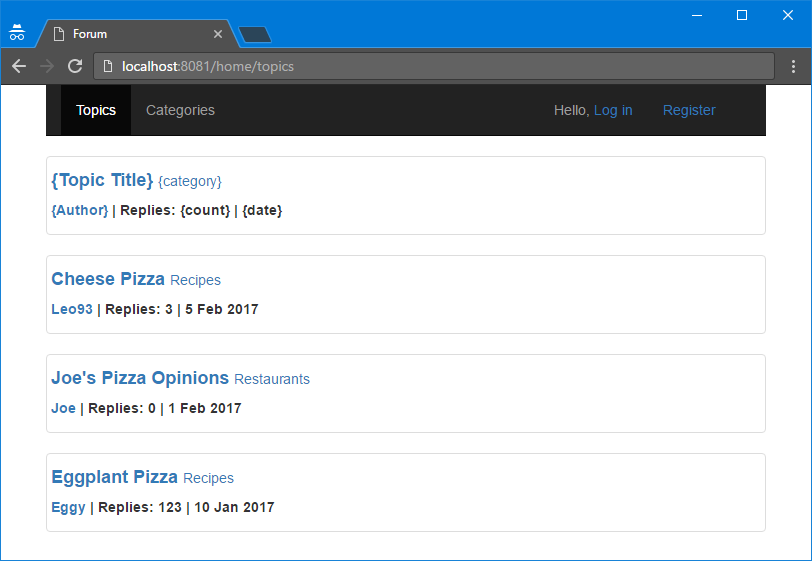 Forum
localhost:8081/home/topics
Topics Categories Hello, Log in Register
{Topic Title} {category}
{Author} | Replies: {count} | {date}
Cheese Pizza Recipes
Leo93 | Replies: 3 | 5 Feb 2017
Joe's Pizza Opinions Restaurants
Joe | Replies: 0 | 1 Feb 2017
Eggplant Pizza Recipes
Eggy | Replies: 123 | 10 Jan 2017